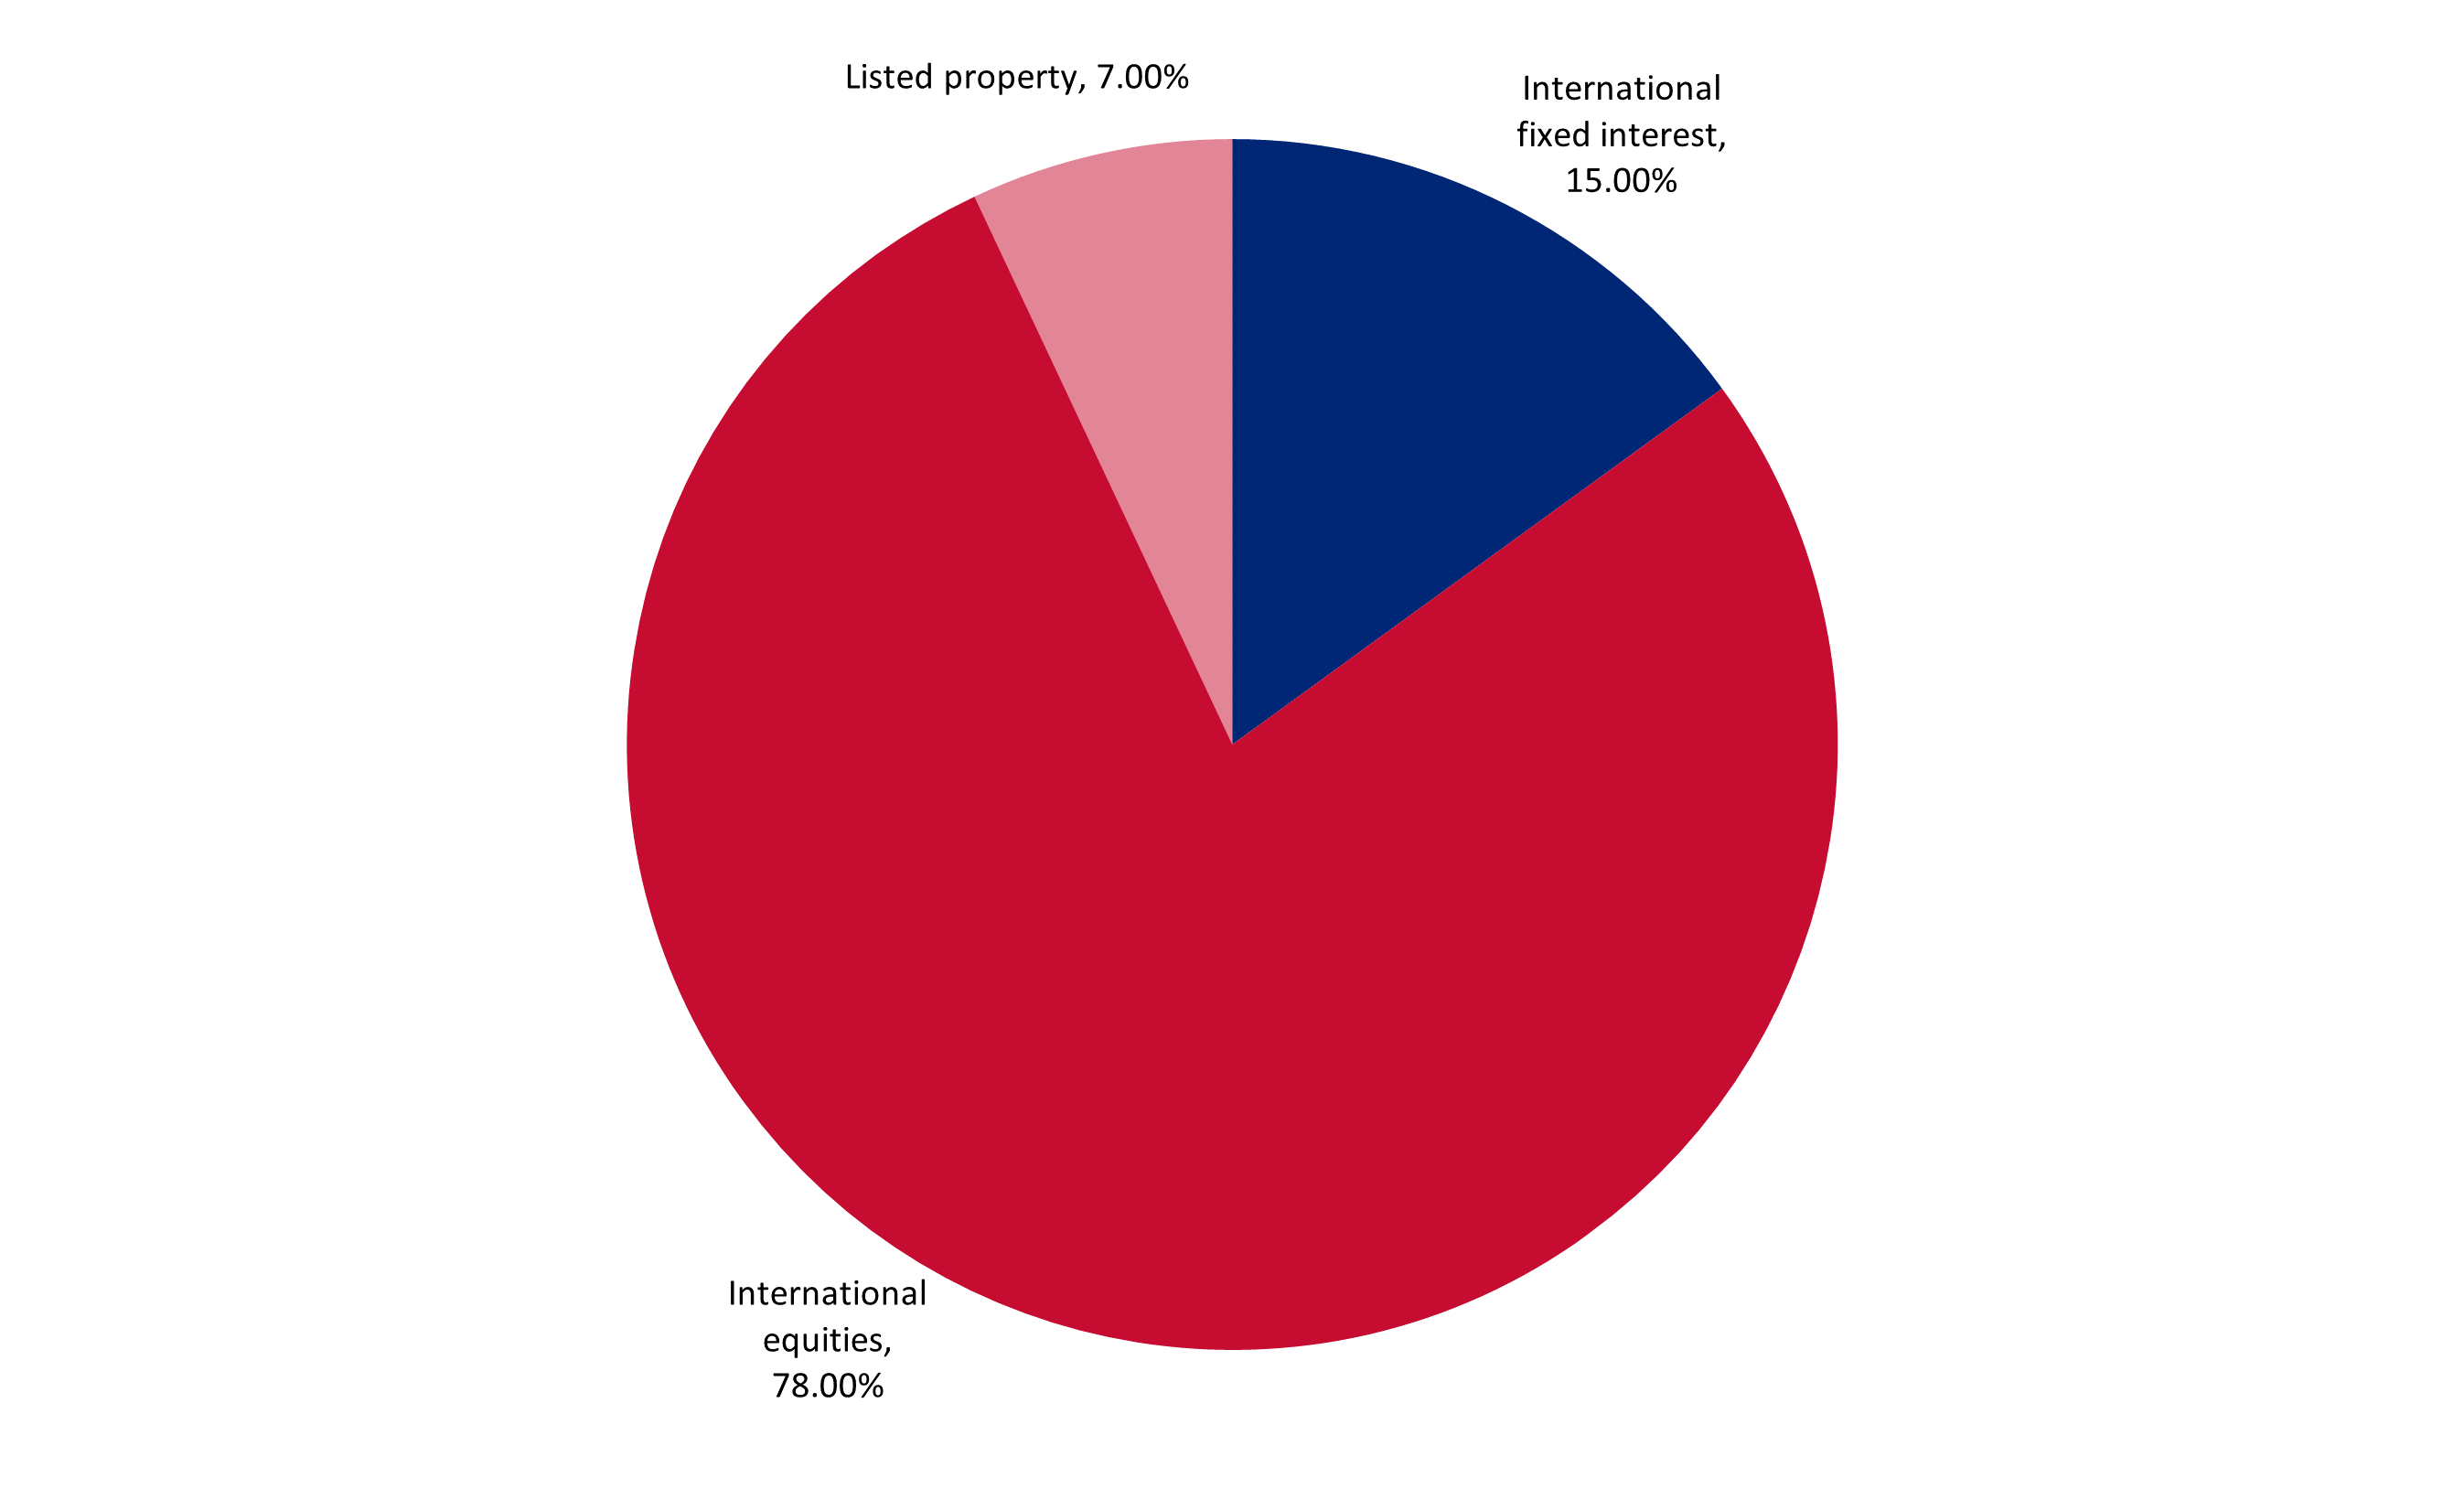 Listed property, 7.00%
International
fixed interest,
15.00%
International
equities,
78.00%